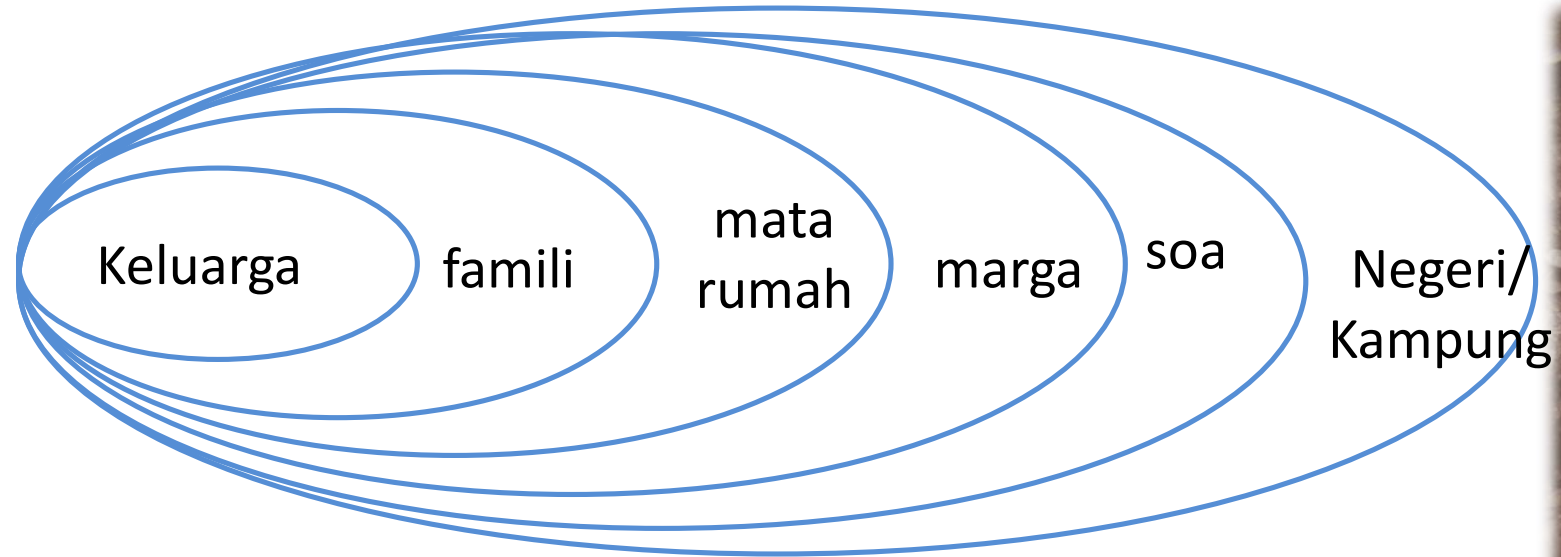 Keluarga
famili
mata
rumah
marga
soa
Negeri/
Kampung